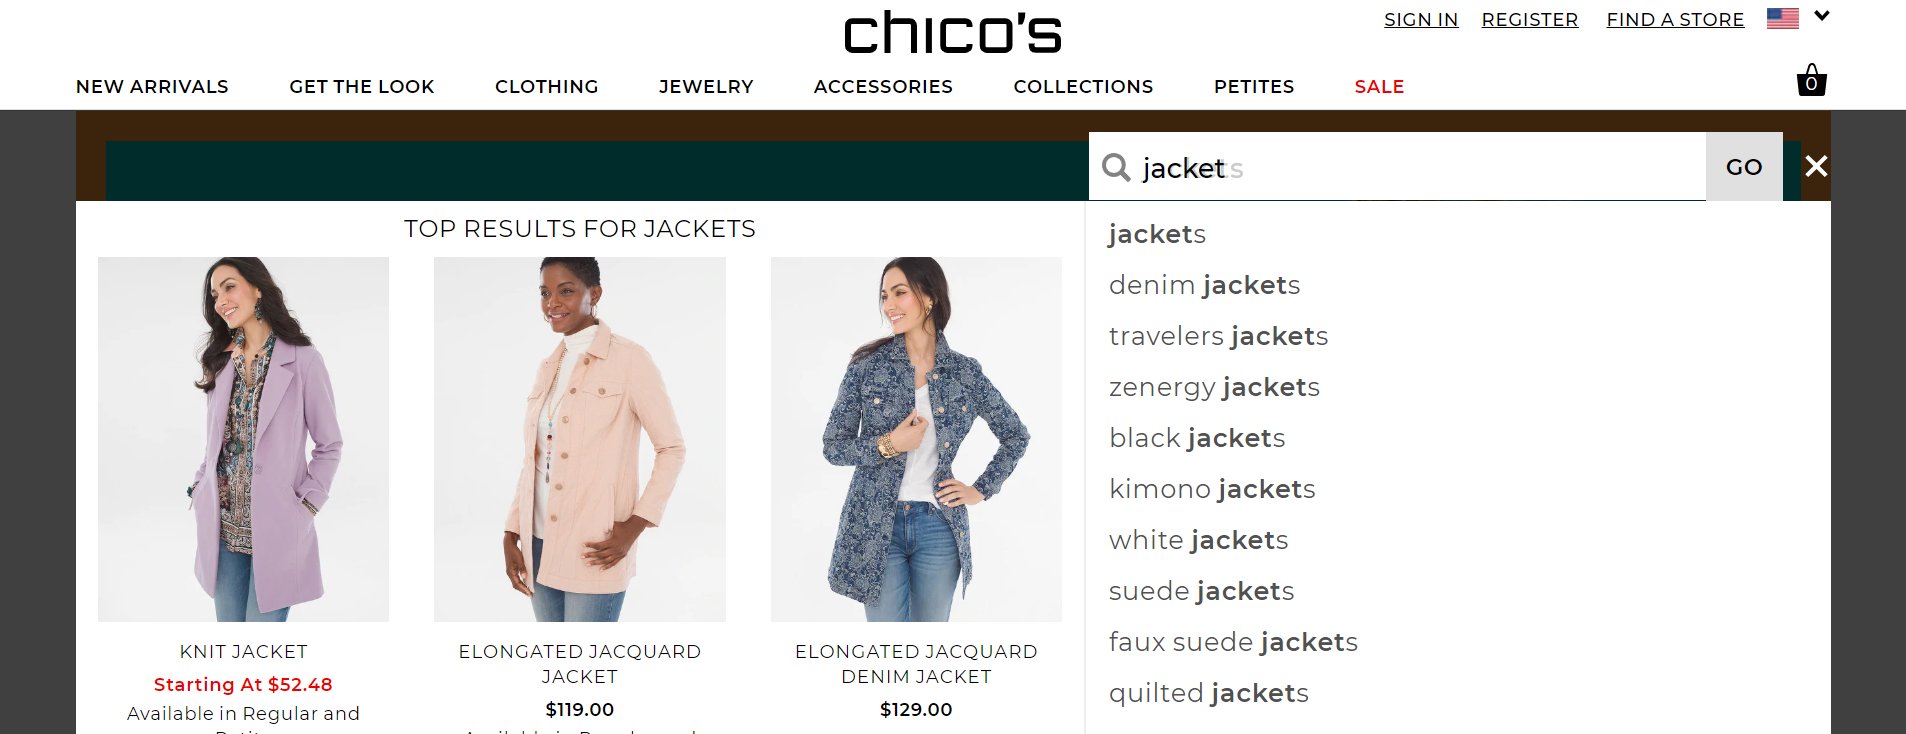 chico's
SIGN IN REGISTER FIND A STORE
NEW ARRIVALS GET THE LOOK CLOTHING JEWELRY ACCESSORIES COLLECTIONS PETITES SALE
0
jackets
GO
TOP RESULTS FOR JACKETS
KNIT JACKET
Starting At $52.48
Available in Regular and
ELONGATED JACQUARD
JACKET
$119.00
ELONGATED JACQUARD
DENIM JACKET
$129.00
jackets
denim jackets
travelers jackets
zenergy jackets
black jackets
kimono jackets
white jackets
suede jackets
faux suede jackets
quilted jackets